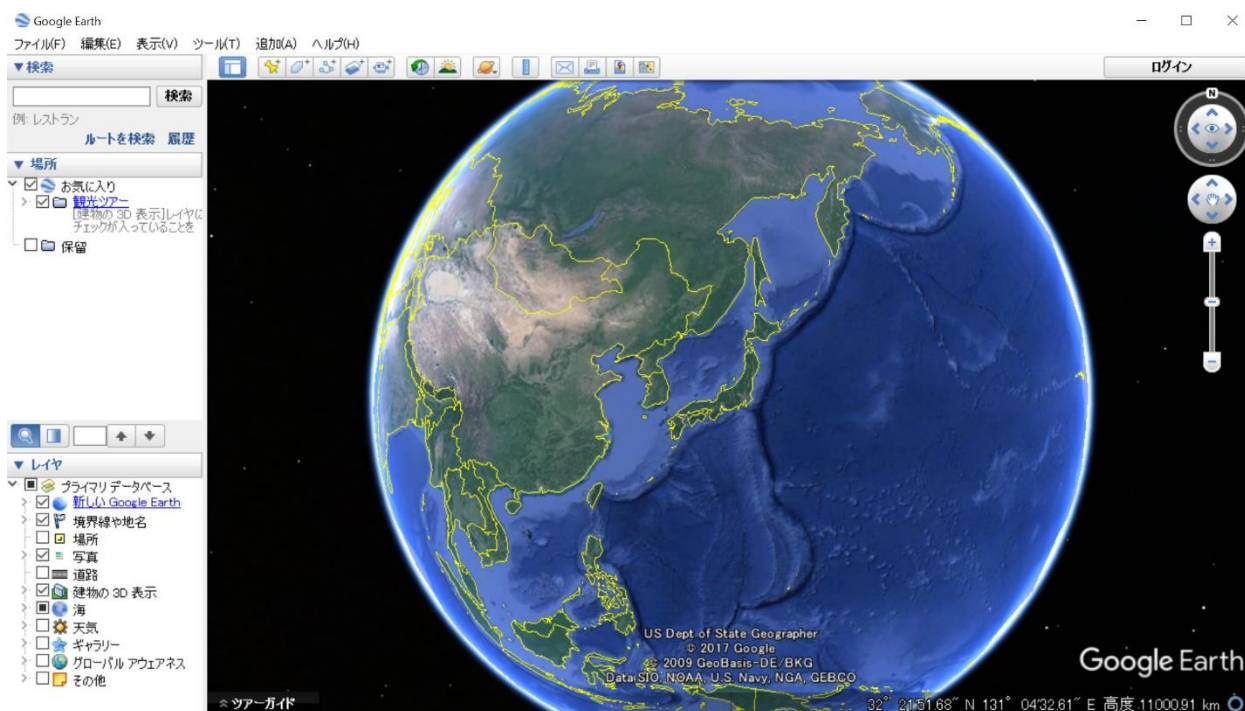 Google Earth
ファイル(F) 編集(E) 表示(V) ツール(T) 追加(A) ヘルプ(H)
▼検索
ログイン
検索
例: レストラン
ルートを検索 履歴
▼ 場所
お気に入り
観光ツアー
[建物の 3D 表示]レイヤに
チェックが入っていることを
保留
▼ レイヤ
プライマリ データベース
新しい Google Earth
境界線や地名
場所
写真
道路
建物の 3D 表示
海
天気
ギャラリー
グローバル アウェアネス
その他
N
US Dept of State Geographer
© 2017 Google
© 2009 GeoBasis-DE/BKG
Data SIO, NOAA, U.S. Navy, NGA, GEBCO
Google Earth
ツアーガイド
32° 21'51.68" N 131° 04'32.61" E 高度 11000.91 km